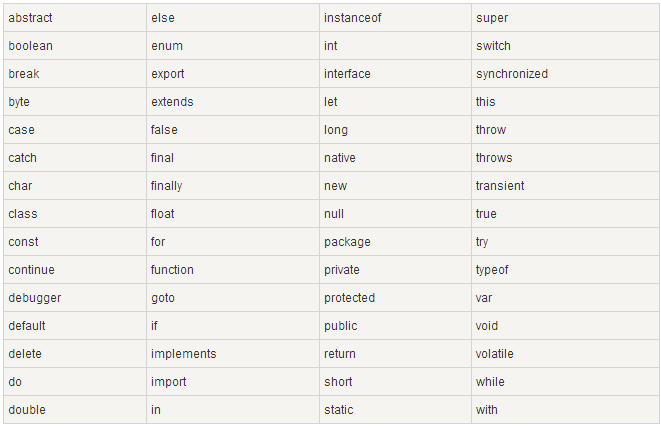 abstract else instanceof super
boolean enum int switch
break export interface synchronized
byte extends let this
case false long throw
catch final native throws
char finally new transient
class float null true
const for package try
continue function private typeof
debugger goto protected var
default if public void
delete implements return volatile
do import short while
double in static with